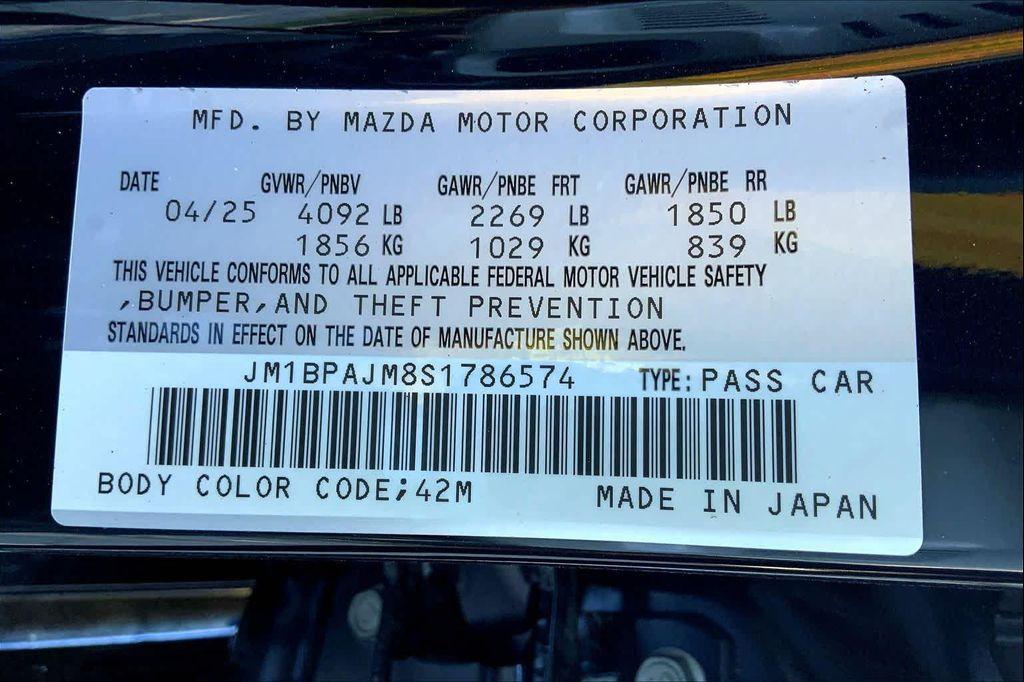 MFD. BY MAZDA MOTOR CORPORATION
DATE GVWR/PNBV GAWR/PNBE FRT GAWR/PNBE RR
04/25 4092 LB 2269 LB 1850 LB
1856 KG 1029 KG 839 KG
THIS VEHICLE CONFORMS TO ALL APPLICABLE FEDERAL MOTOR VEHICLE SAFETY
,BUMPER,AND THEFT PREVENTION
STANDARDS IN EFFECT ON THE DATE OF MANUFACTURE SHOWN ABOVE.
JM1BPAJM8S1786574 TYPE: PASS CAR
BODY COLOR CODE;42M MADE IN JAPAN